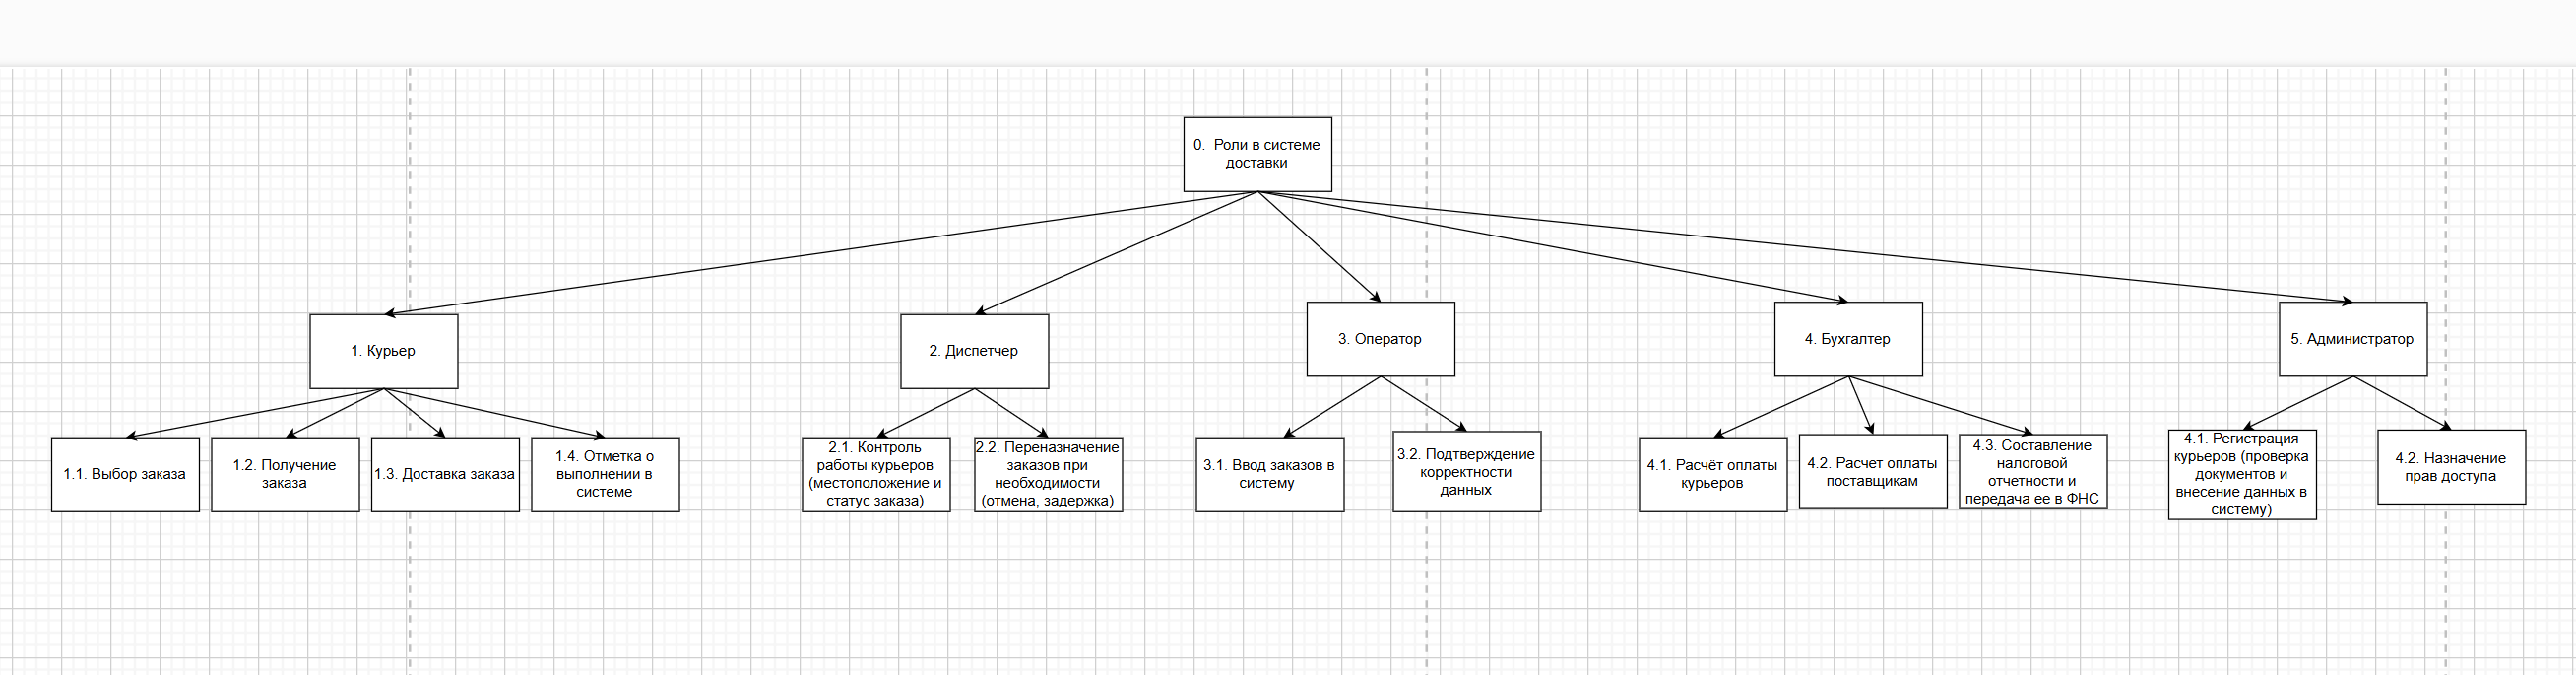 0. Роли в системе
доставки
1. Курьер
2. Диспетчер
3. Оператор
4. Бухгалтер
5. Администратор
1.1. Выбор заказа
1.2. Получение
заказа
1.3. Доставка заказа
1.4. Отметка о
выполнении в
системе
2.1. Контроль
работы курьеров
(местоположение и
статус заказа)
2.2. Переназначение
заказов при
необходимости
(отмена, задержка)
3.1. Ввод заказов в
систему
3.2. Подтверждение
корректности
данных
4.1. Расчёт оплаты
курьеров
4.2. Расчет оплаты
поставщикам
4.3. Составление
налоговой
отчетности и
передача ее в ФНС
4.1. Регистрация
курьеров (проверка
документов и
внесение данных в
систему)
4.2. Назначение
прав доступа